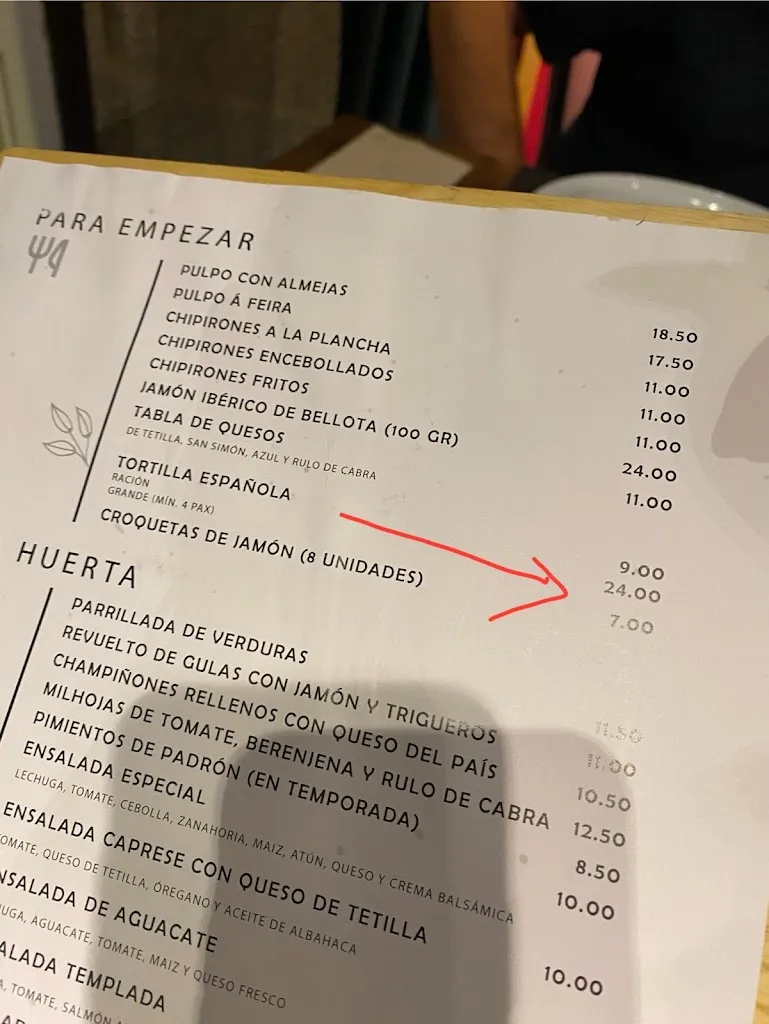 PARA EMPEZAR
PULPO CON ALMEJAS 18.50
PULPO Á FEIRA 17.50
CHIPIRONES A LA PLANCHA 11.00
CHIPIRONES ENCEBOLLADOS 11.00
CHIPIRONES FRITOS 11.00
JAMÓN IBÉRICO DE BELLOTA (100 GR) 24.00
TABLA DE QUESOS 11.00
DE TETILLA, SAN SIMÓN, AZUL Y RULO DE CABRA
TORTILLA ESPAÑOLA
RACIÓN 9.00
GRANDE (MÍN. 4 PAX) 24.00
CROQUETAS DE JAMÓN (8 UNIDADES) 7.00
HUERTA
PARRILLADA DE VERDURAS 11.50
REVUELTO DE GULAS CON JAMÓN Y TRIGUEROS 11.00
CHAMPIÑONES RELLENOS CON QUESO DEL PAÍS 10.50
MILHOJAS DE TOMATE, BERENJENA Y RULO DE CABRA 12.50
PIMIENTOS DE PADRÓN (EN TEMPORADA) 8.50
ENSALADA ESPECIAL 10.00
LECHUGA, TOMATE, CEBOLLA, ZANAHORIA, MAIZ, ATÚN, QUESO Y CREMA BALSÁMICA
ENSALADA CAPRESE CON QUESO DE TETILLA 10.00
TOMATE, QUESO DE TETILLA, ÓREGANO Y ACEITE DE ALBAHACA
NSALADA DE AGUACATE
UGA, AGUACATE, TOMATE, MAIZ Y QUESO FRESCO
ALADA TEMPLADA
A, TOMATE, SALMÓN